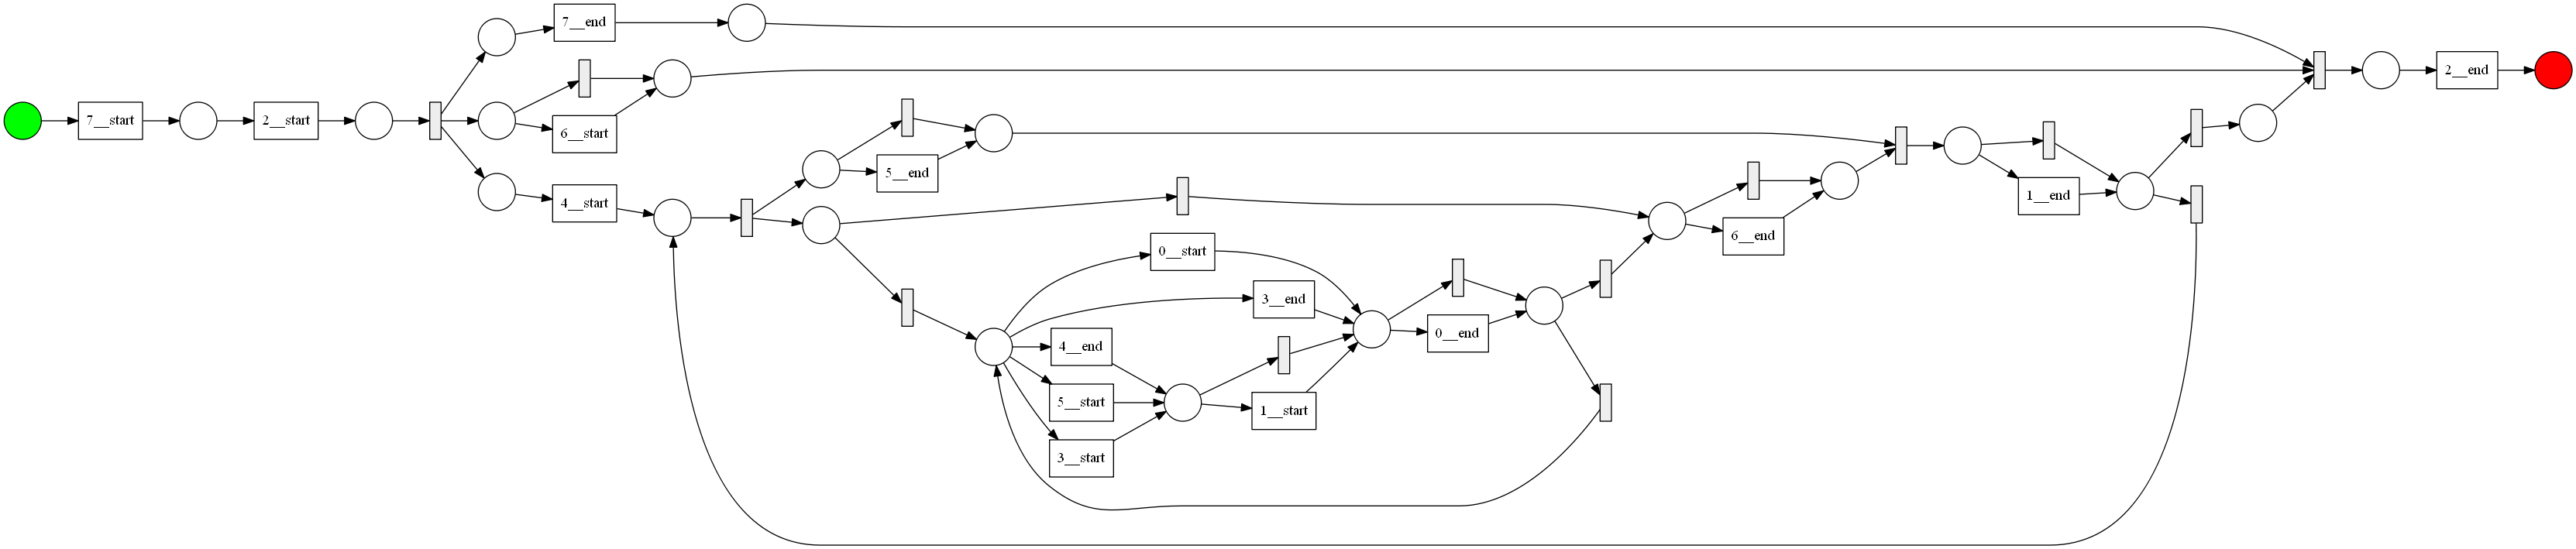 7__end
7__start
2__start
6__start
2__end
5__end
4__start
1__end
6__end
0__start
3__end
4__end
0__end
5__start
1__start
3__start